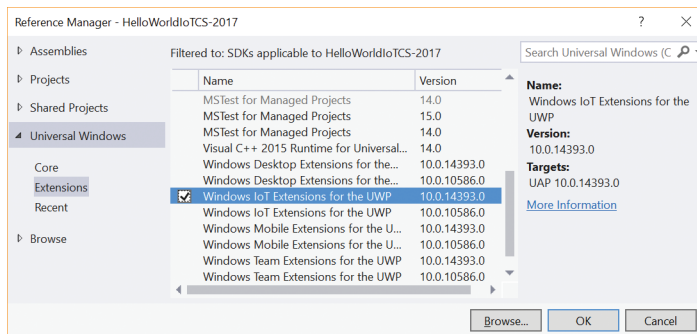 Reference Manager - HelloWorldIoTCS-2017 ? ×
Assemblies
Projects
Shared Projects
Universal Windows
Core
Extensions
Recent
Browse
Filtered to: SDKs applicable to HelloWorldIoTCS-2017
Search Universal Windows (C
Name Version
MSTest for Managed Projects 14.0
MSTest for Managed Projects 15.0
MSTest for Managed Projects 14.0
Visual C++ 2015 Runtime for Universal... 14.0
Windows Desktop Extensions for the... 10.0.14393.0
Windows Desktop Extensions for the... 10.0.10586.0
Windows IoT Extensions for the UWP 10.0.14393.0
Windows IoT Extensions for the UWP 10.0.10586.0
Windows Mobile Extensions for the U... 10.0.14393.0
Windows Mobile Extensions for the U... 10.0.10586.0
Windows Team Extensions for the UWP 10.0.14393.0
Windows Team Extensions for the UWP 10.0.10586.0
Name:
Windows IoT Extensions for the
UWP
Version:
10.0.14393.0
Targets:
UAP 10.0.14393.0
More Information
Browse... OK Cancel